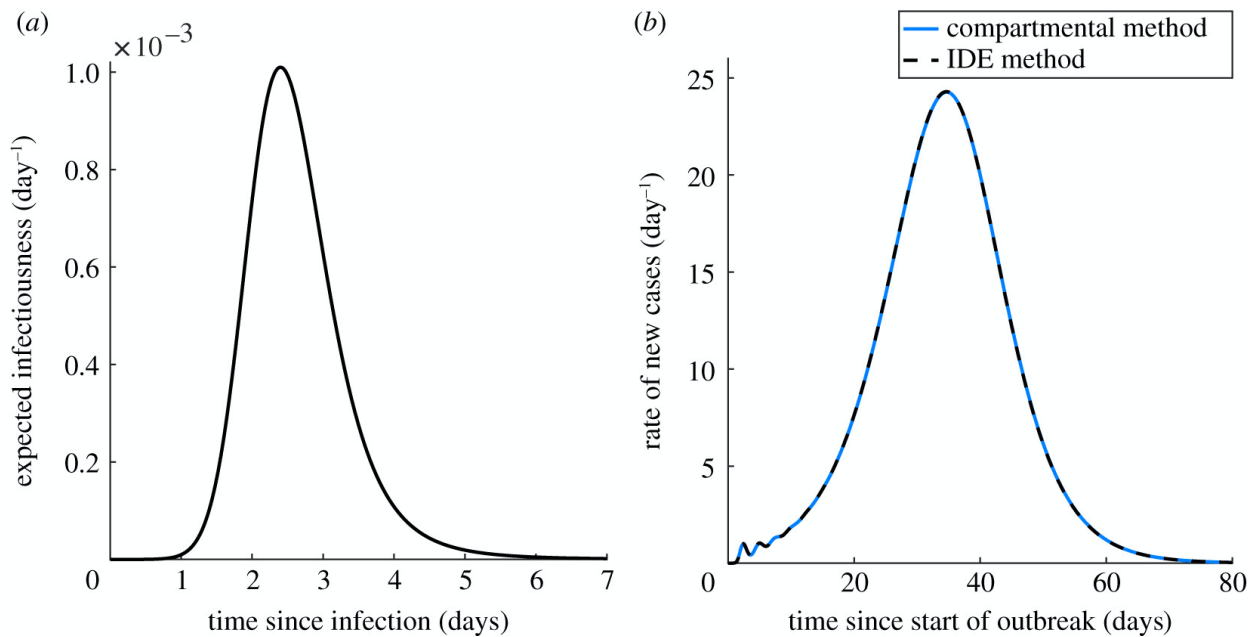 (a)
×10⁻³
1.0
0.8
0.6
0.4
0.2
0
1 2 3 4 5 6 7
expected infectiousness (day⁻¹)
time since infection (days)
(b)
compartmental method
IDE method
25
20
15
10
5
0
20 40 60 80
rate of new cases (day⁻¹)
time since start of outbreak (days)